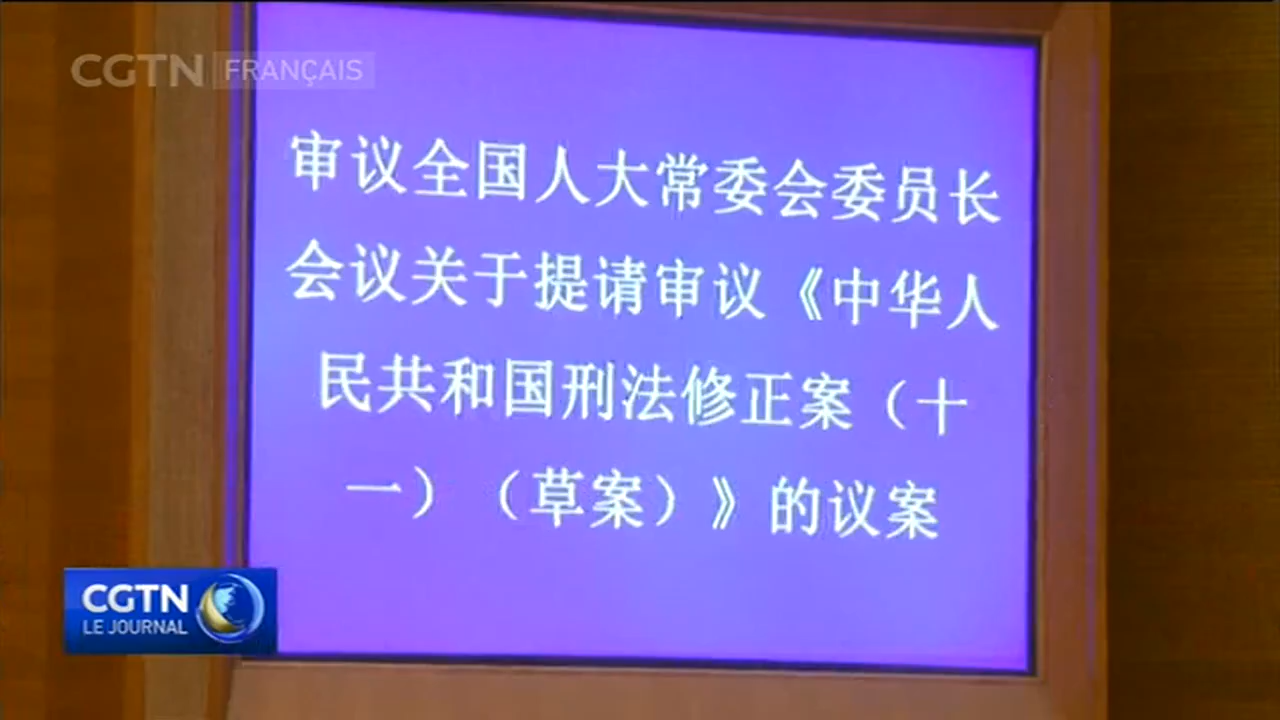 CGTN FRANÇAIS
审议全国人大常委会委员长
会议关于提请审议《中华人
民共和国刑法修正案（十
一）（草案）》的议案
CGTN
LE JOURNAL